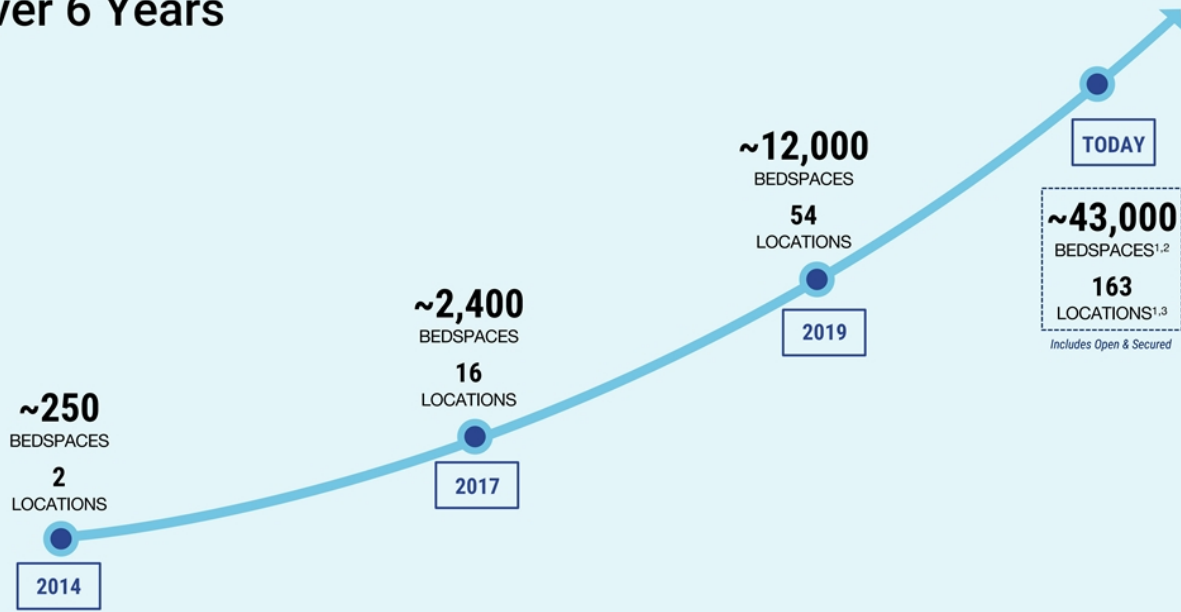 ver 6 Years
~250
BEDSPACES
2
LOCATIONS
2014
~2,400
BEDSPACES
16
LOCATIONS
2017
~12,000
BEDSPACES
54
LOCATIONS
2019
TODAY
~43,000
BEDSPACES¹,²
163
LOCATIONS¹,³
Includes Open & Secured